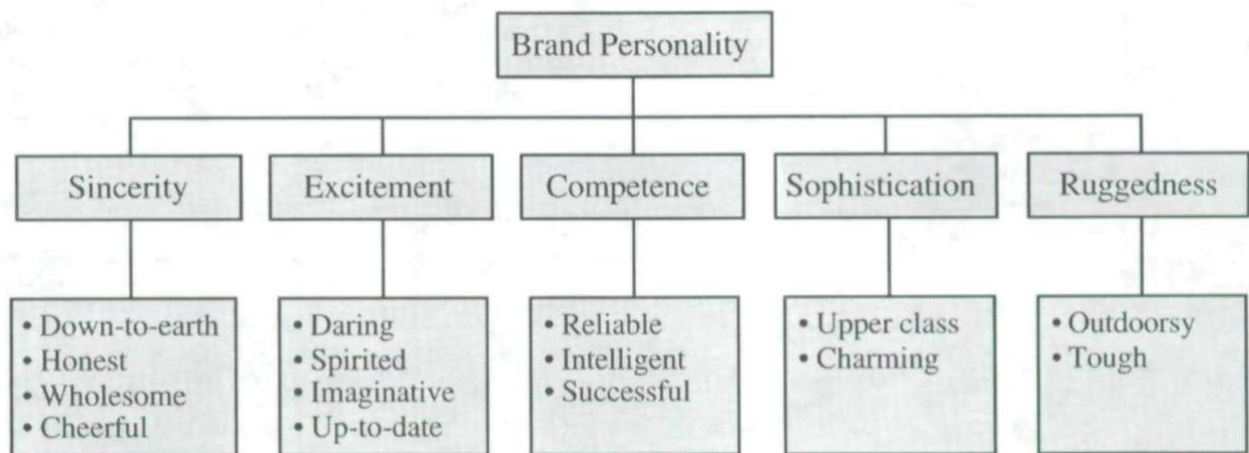 Brand Personality
Sincerity
Excitement
Competence
Sophistication
Ruggedness
• Down-to-earth
• Honest
• Wholesome
• Cheerful
• Daring
• Spirited
• Imaginative
• Up-to-date
• Reliable
• Intelligent
• Successful
• Upper class
• Charming
• Outdoorsy
• Tough